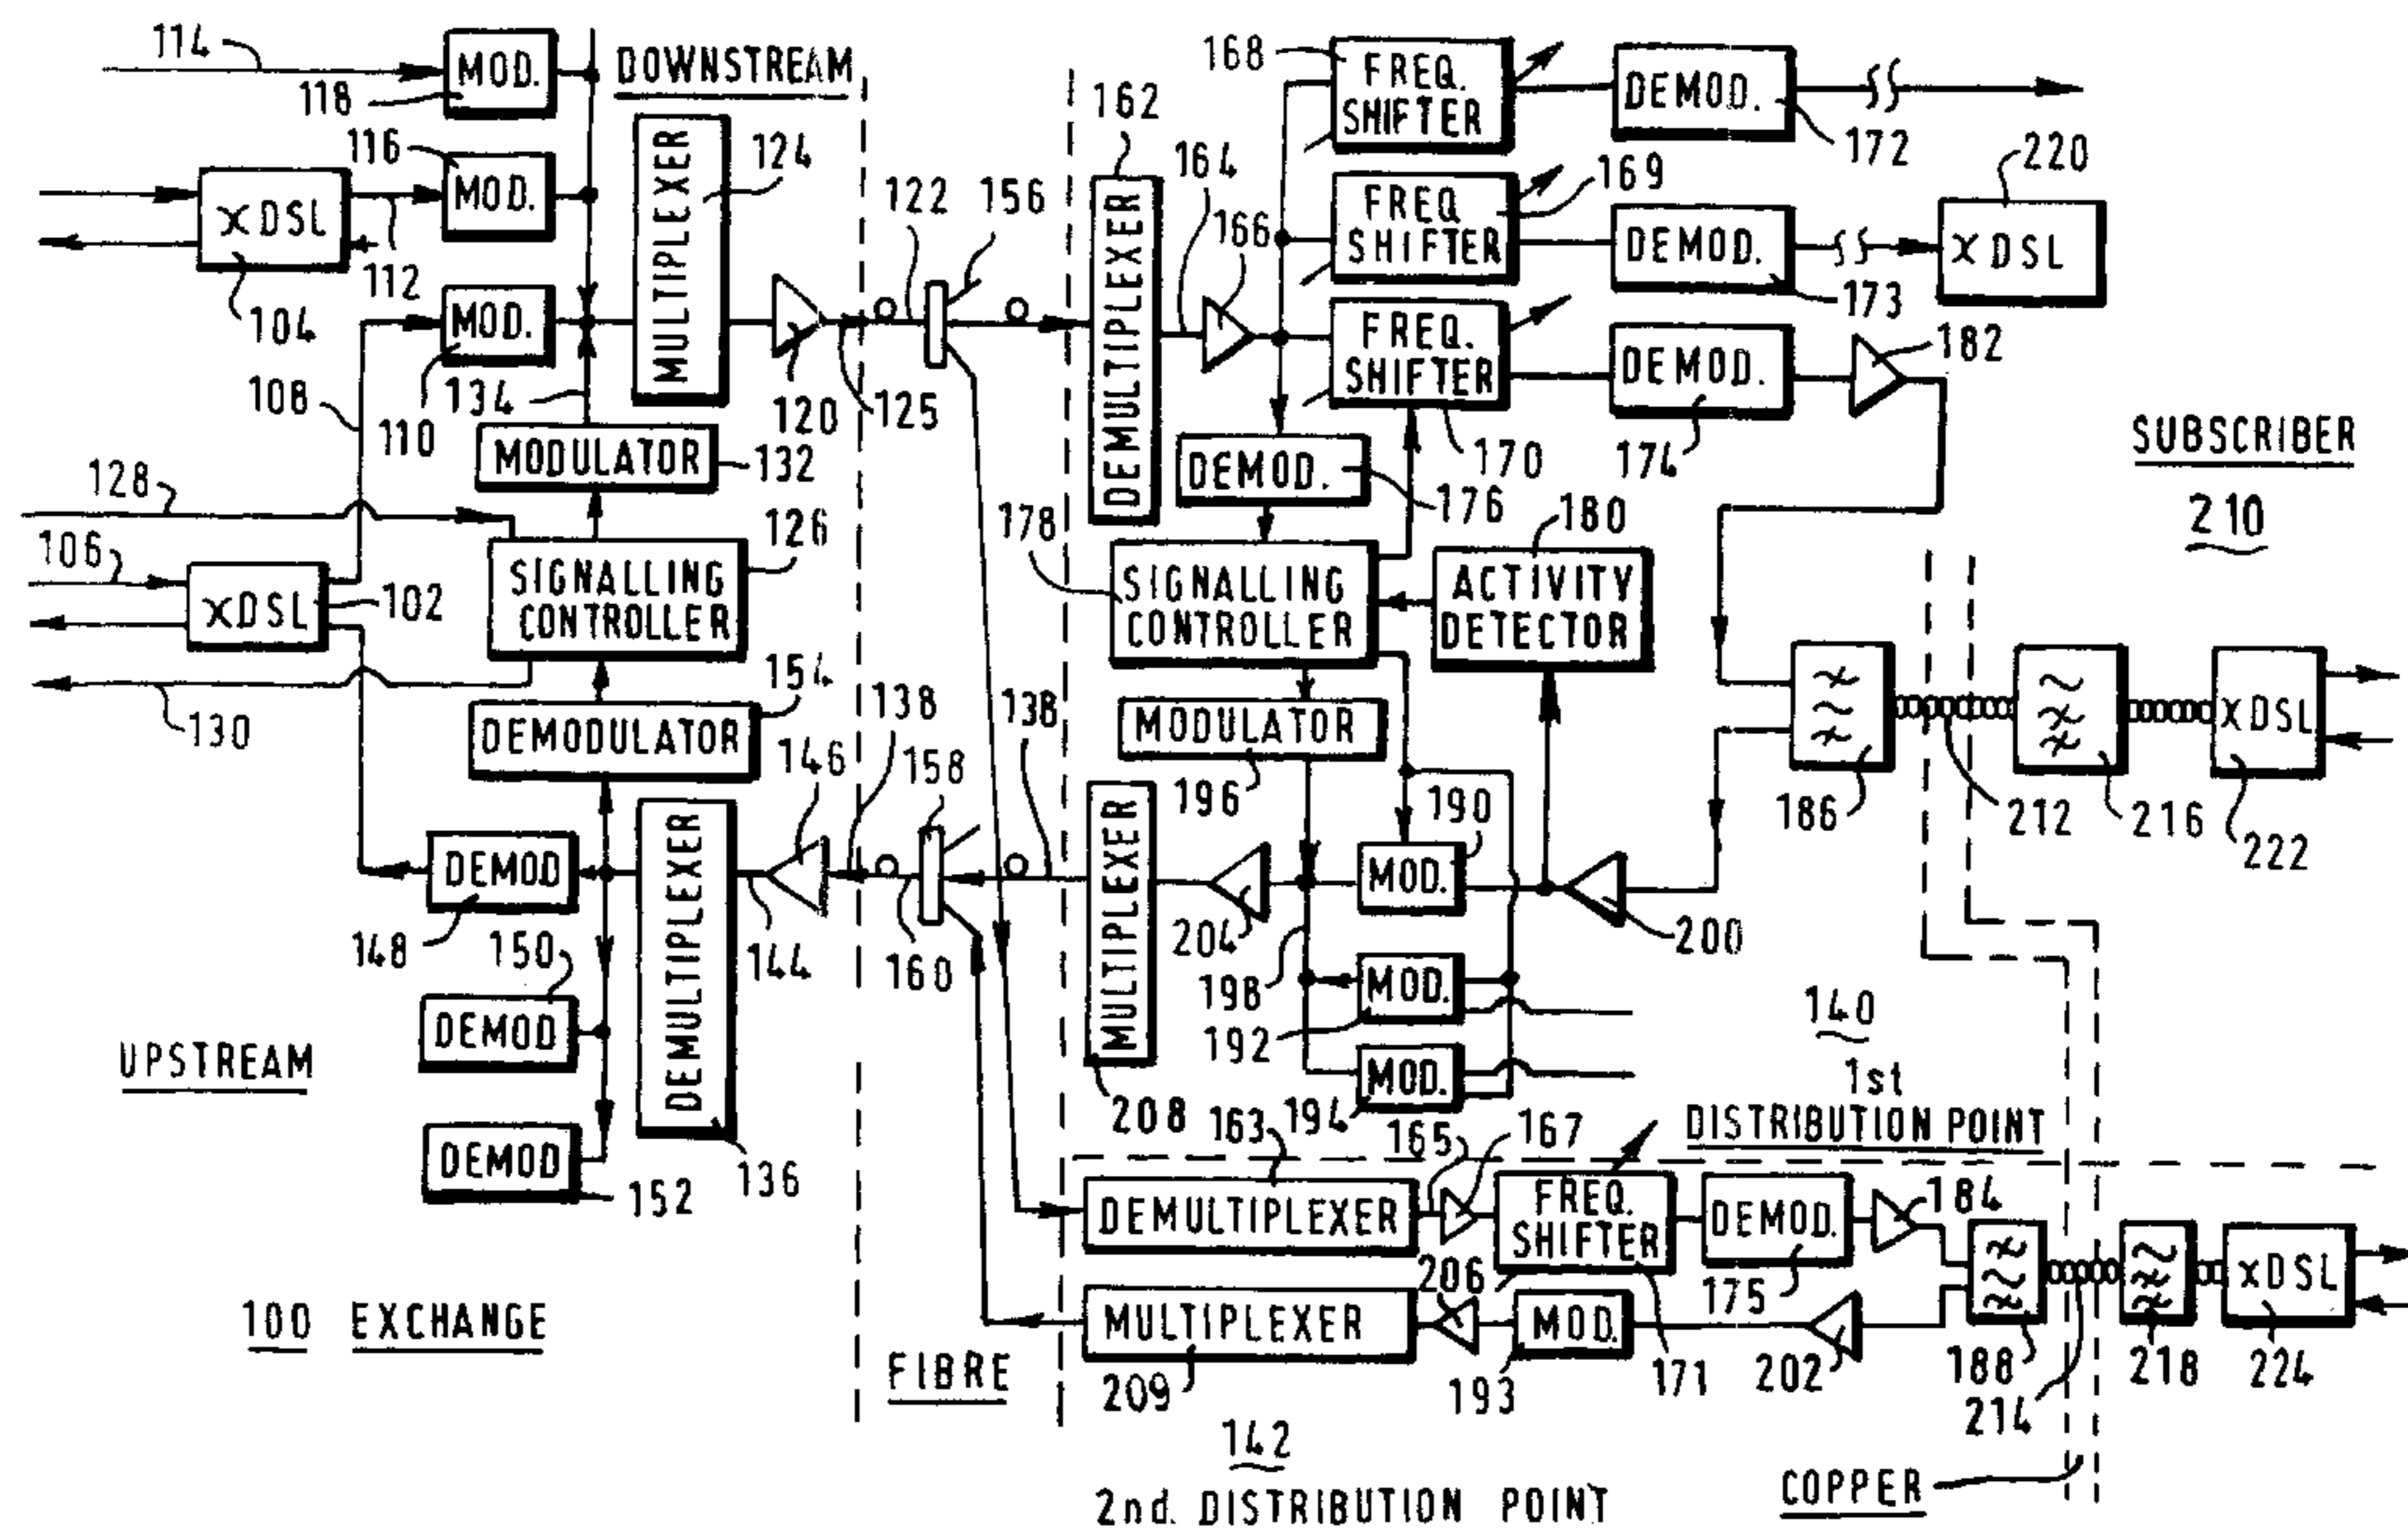 114
MOD.
118
DOWNSTREAM
116
MOD.
xDSL
104
112
MOD.
110
108
134
MULTIPLEXER
124
120
125
122
156
MODULATOR
132
128
106
xDSL
102
SIGNALLING
CONTROLLER
126
130
DEMODULATOR
154
146
138
158
160
DEMOD
148
150
DEMOD
DEMOD
152
DEMULTIPLEXER
136
144
UPSTREAM
100 EXCHANGE
FIBRE
162
DEMULTIPLEXER
164
166
168
FREQ.
SHIFTER
DEMOD.
172
FREQ
SHIFTER
169
DEMOD.
173
220
xDSL
FREQ.
SHIFTER
170
DEMOD.
174
182
SUBSCRIBER
210
DEMOD.
176
178
SIGNALLING
CONTROLLER
180
ACTIVITY
DETECTOR
138
MODULATOR
196
MULTIPLEXER
208
204
198
MOD.
190
MOD.
192
MOD.
194
200
186
212
216
xDSL
222
140
1st
DISTRIBUTION POINT
163
DEMULTIPLEXER
165
167
FREQ.
SHIFTER
171
DEMOD.
175
184
MULTIPLEXER
209
206
MOD.
193
202
188
214
218
xDSL
224
142
2nd. DISTRIBUTION POINT
COPPER